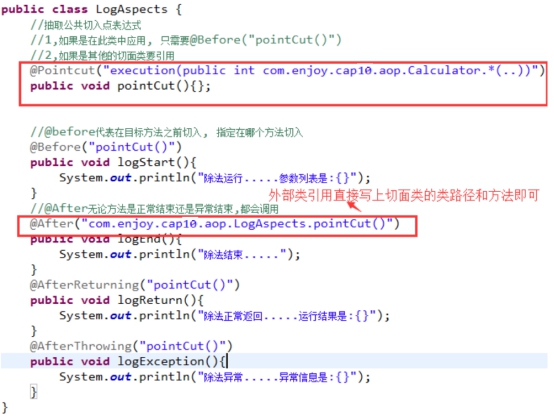 public class LogAspects {
//抽取公共切入点表达式
//1,如果是在此类中应用, 只需要@Before("pointCut()")
//2,如果是其他的切面类要引用
@Pointcut("execution(public int com.enjoy.cap10.aop.Calculator.*(..))")
public void pointCut(){};
//@before代表在目标方法之前切入, 指定在哪个方法切入
@Before("pointCut()")
public void logStart(){
System.out.println("除法运行.....参数列表是:{}");
}
外部类引用直接写上切面类的类路径和方法即可
//@After无论方法是正常结束还是异常结束,都会调用
@After("com.enjoy.cap10.aop.LogAspects.pointCut()")
public void logEnd(){
System.out.println("除法结束.....");
}
@AfterReturning("pointCut()")
public void logReturn(){
System.out.println("除法正常返回.....运行结果是:{}");
}
@AfterThrowing("pointCut()")
public void logException(){
System.out.println("除法异常.....异常信息是:{}");
}
}